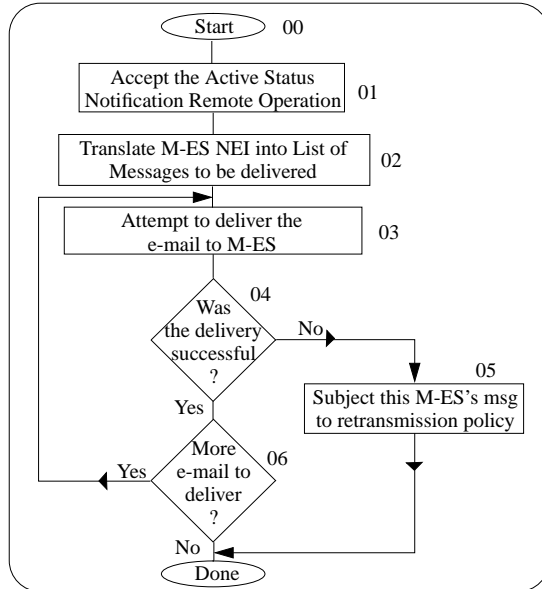 Start
00
Accept the Active Status
Notification Remote Operation
01
Translate M-ES NEI into List of
Messages to be delivered
02
Attempt to deliver the
e-mail to M-ES
03
Was
the delivery
successful
?
04
No
Yes
05
Subject this M-ES's msg
to retransmission policy
More
e-mail to
deliver
?
06
Yes
No
Done